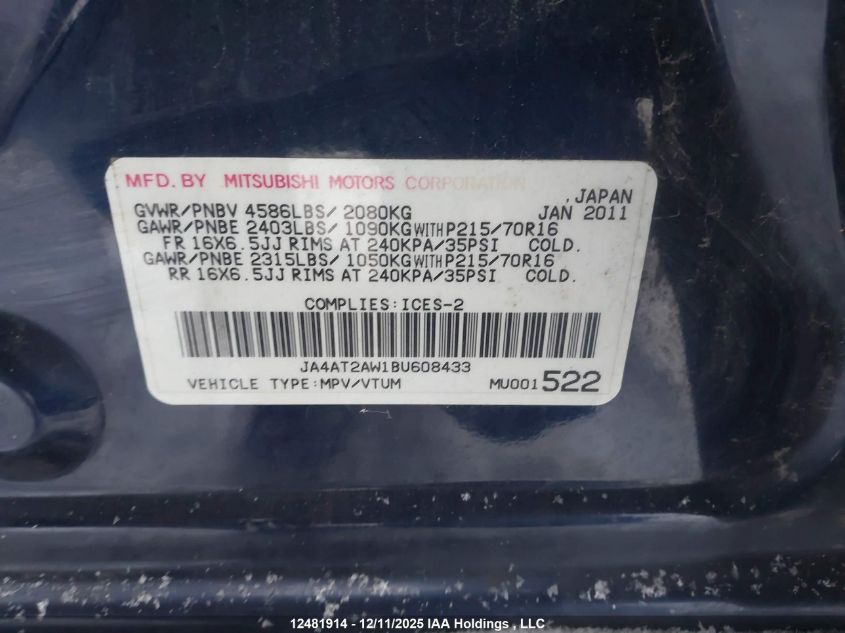 MFD. BY MITSUBISHI MOTORS CORPORATION
, JAPAN
GVWR/PNBV 4586LBS/ 2080KG JAN 2011
GAWR/PNBE 2403LBS/ 1090KG WITH P215/70R16
FR 16X6.5JJ RIMS AT 240KPA/35PSI COLD.
GAWR/PNBE 2315LBS/ 1050KG WITH P215/70R16
RR 16X6.5JJ RIMS AT 240KPA/35PSI COLD.
COMPLIES:ICES-2
JA4AT2AW1BU608433
VEHICLE TYPE:MPV/VTUM MU001522
12481914 - 12/11/2025 IAA Holdings , LLC